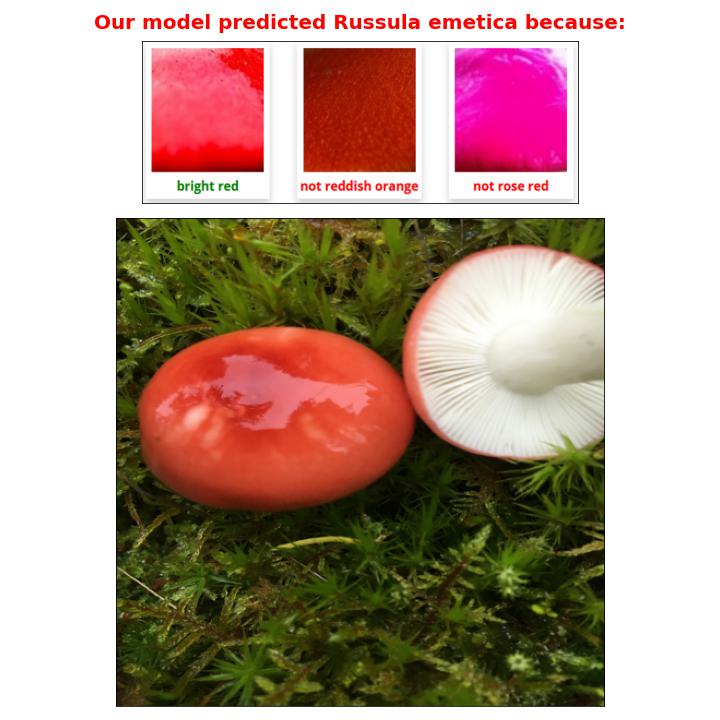 Our model predicted Russula emetica because:
bright red
not reddish orange
not rose red